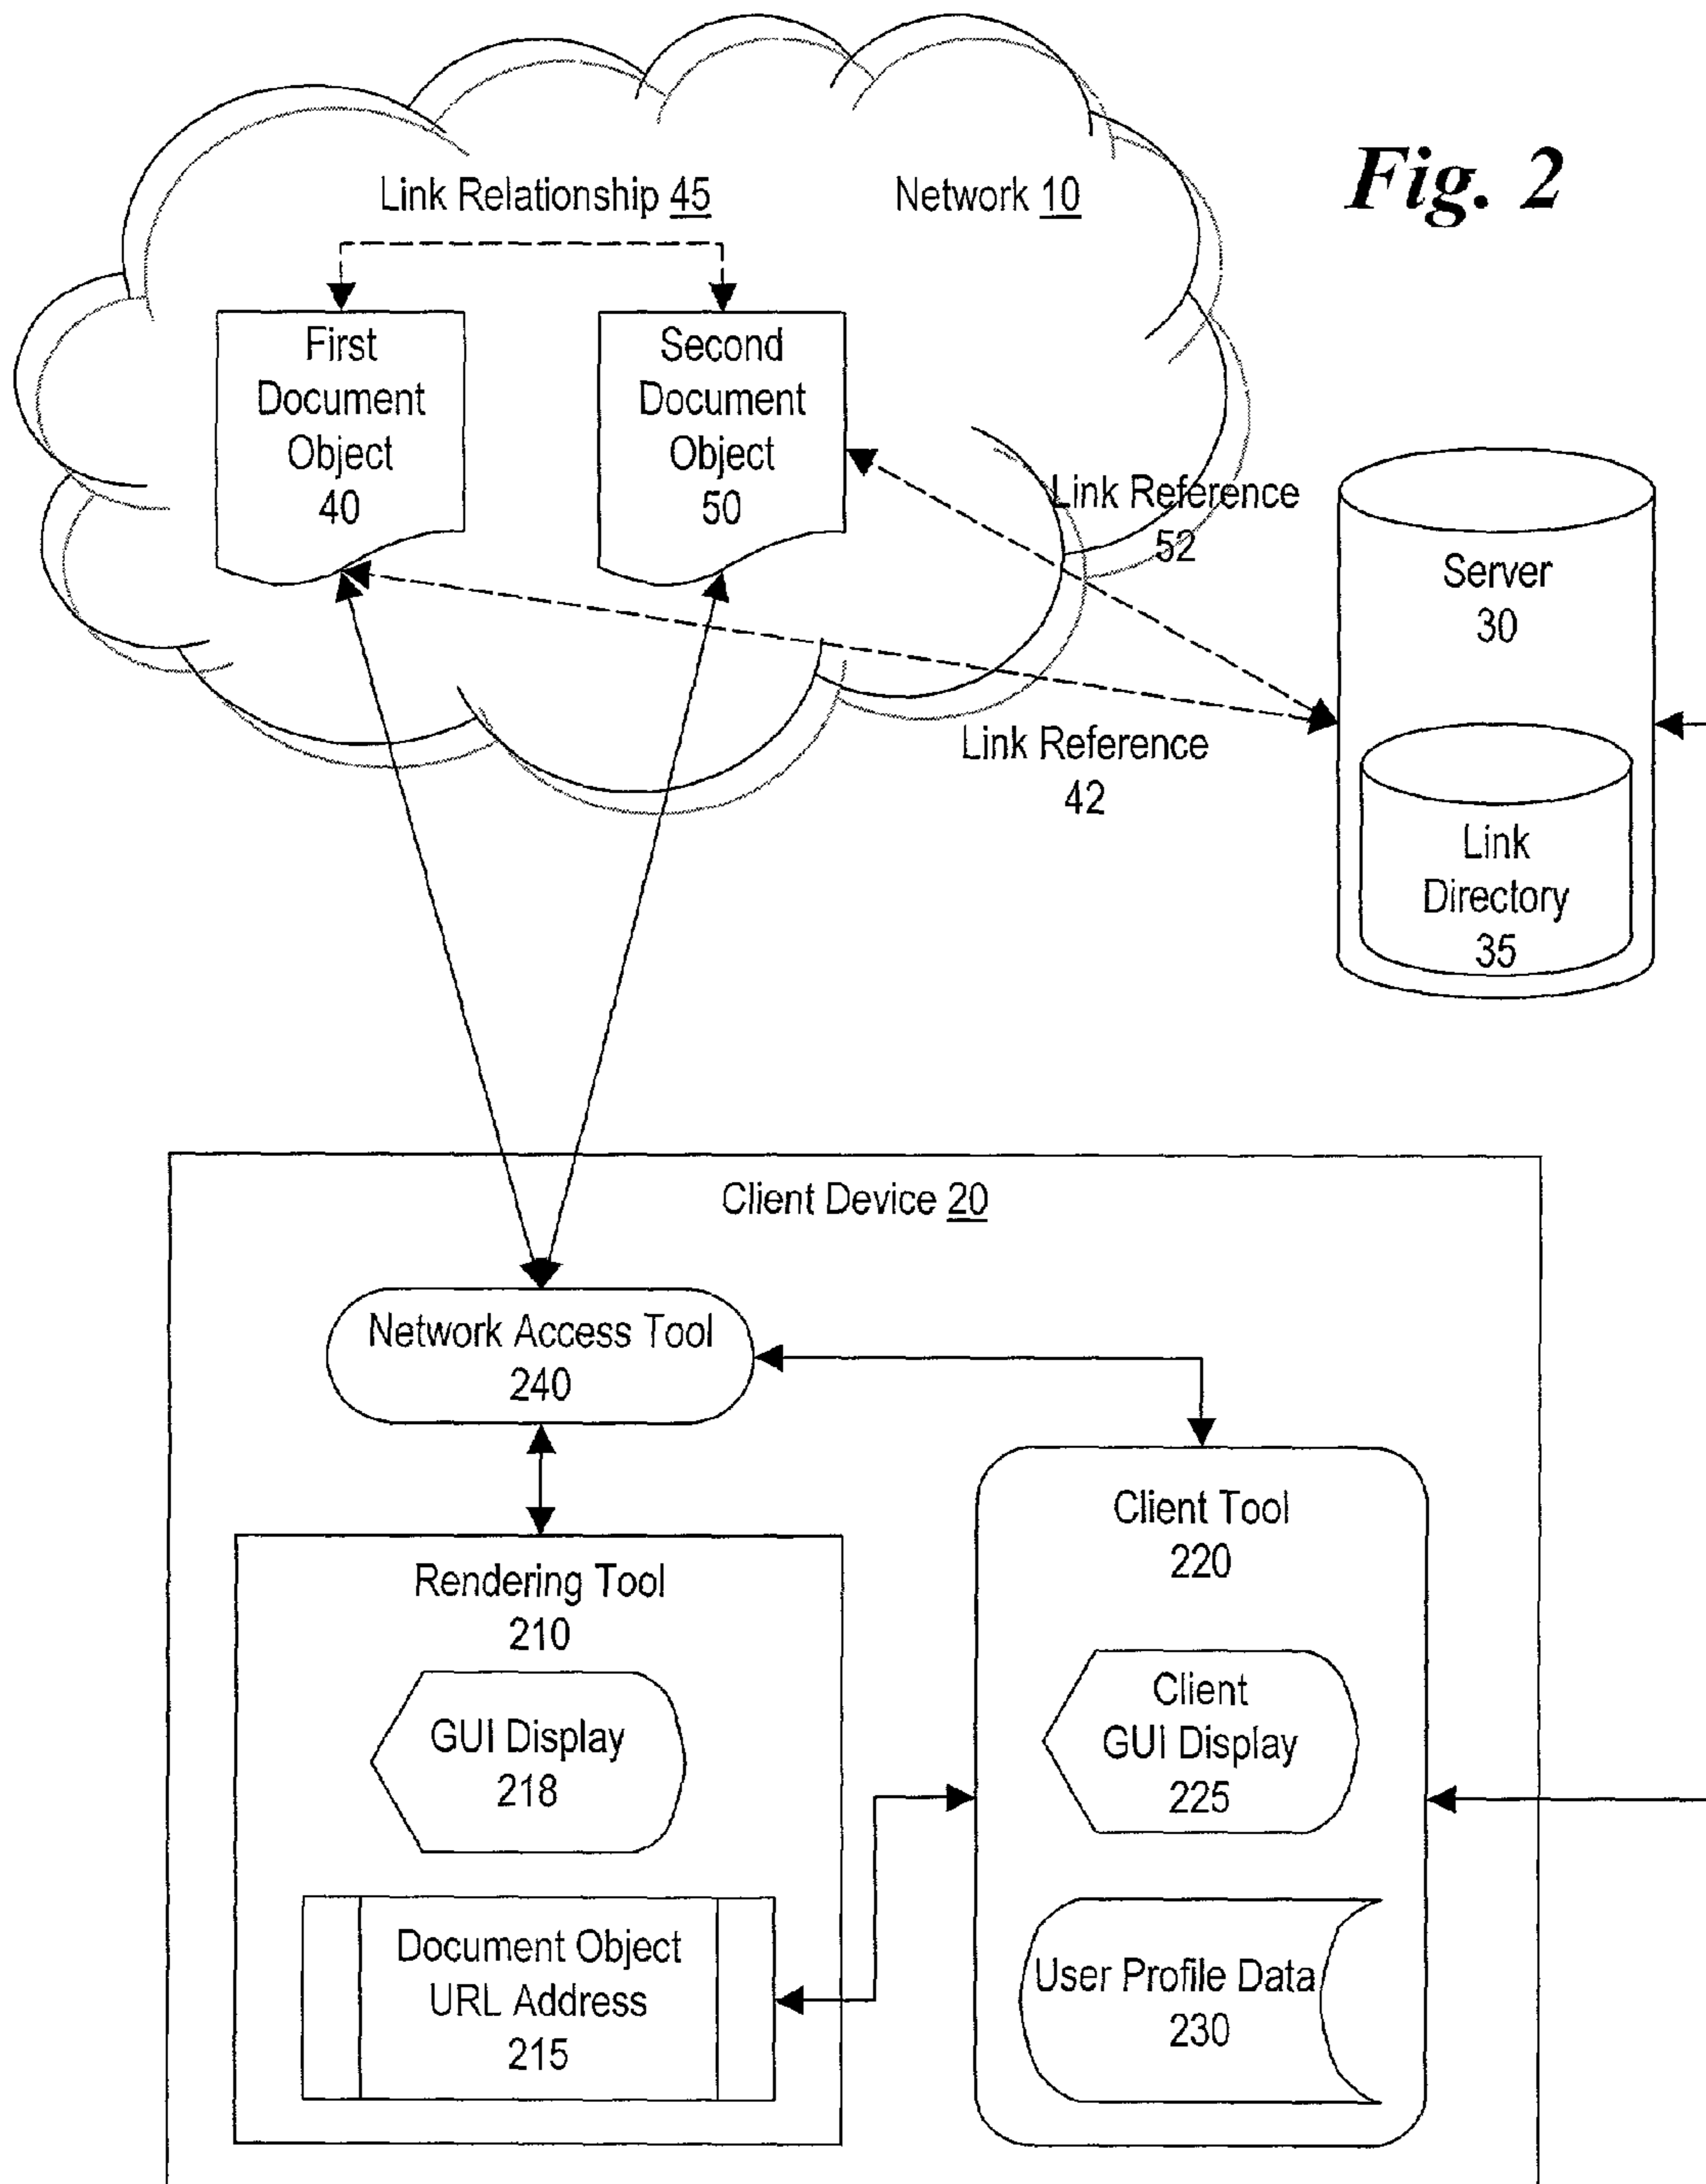 Fig. 2
Link Relationship 45
Network 10
First
Document
Object
40
Second
Document
Object
50
Link Reference
52
Server
30
Link Reference
42
Link
Directory
35
Client Device 20
Network Access Tool
240
Client Tool
220
Rendering Tool
210
Client
GUI Display
225
GUI Display
218
Document Object
URL Address
215
User Profile Data
230